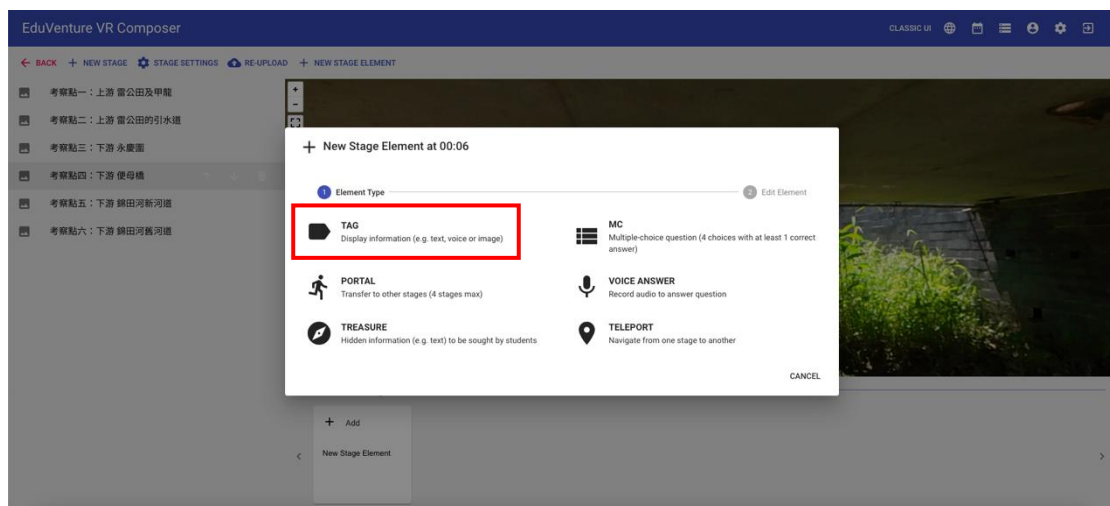 EduVenture VR Composer
CLASSIC UI
BACK + NEW STAGE STAGE SETTINGS RE-UPLOAD + NEW STAGE ELEMENT
考察點一：上游 雷公田及甲龍
考察點二：上游 雷公田的引水道
考察點三：下游 永慶圍
考察點四：下游 便母橋
考察點五：下游 錦田河新河道
考察點六：下游 錦田河舊河道
+
-
+ New Stage Element at 00:06
1 Element Type
2 Edit Element
TAG
Display information (e.g. text, voice or image)
MC
Multiple-choice question (4 choices with at least 1 correct
answer)
PORTAL
Transfer to other stages (4 stages max)
VOICE ANSWER
Record audio to answer question
TREASURE
Hidden information (e.g. text) to be sought by students
TELEPORT
Navigate from one stage to another
CANCEL
+ Add
New Stage Element